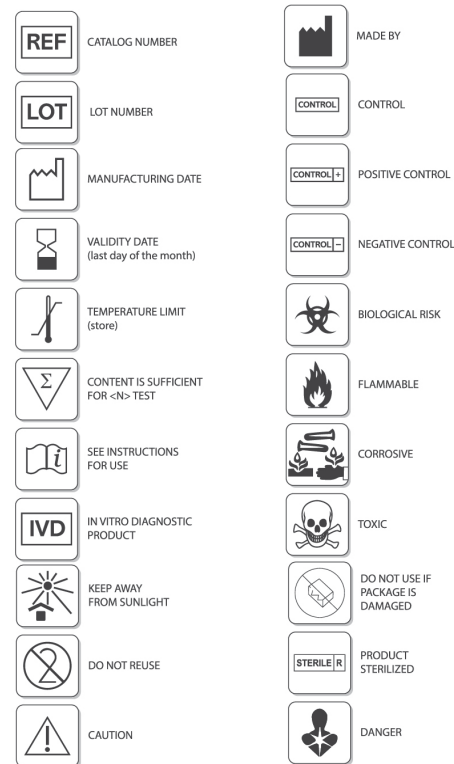 REF
CATALOG NUMBER
LOT
LOT NUMBER
MANUFACTURING DATE
VALIDITY DATE
(last day of the month)
TEMPERATURE LIMIT
(store)
Σ
CONTENT IS SUFFICIENT
FOR <N> TEST
i
SEE INSTRUCTIONS
FOR USE
IVD
IN VITRO DIAGNOSTIC
PRODUCT
KEEP AWAY
FROM SUNLIGHT
2
DO NOT REUSE
!
CAUTION
MADE BY
CONTROL
CONTROL
CONTROL +
POSITIVE CONTROL
CONTROL −
NEGATIVE CONTROL
BIOLOGICAL RISK
FLAMMABLE
CORROSIVE
TOXIC
DO NOT USE IF
PACKAGE IS
DAMAGED
STERILE R
PRODUCT
STERILIZED
DANGER